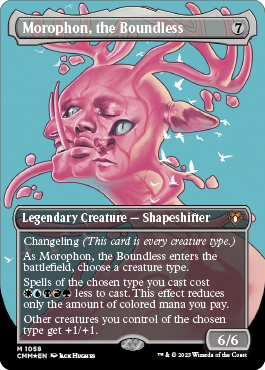 Morophon, the Boundless 7
Legendary Creature — Shapeshifter
Changeling (This card is every creature type.)
As Morophon, the Boundless enters the
battlefield, choose a creature type.
Spells of the chosen type you cast cost
less to cast. This effect reduces
only the amount of colored mana you pay.
Other creatures you control of the chosen
type get +1/+1.
6/6
M 1058
CMM★EN Jack Hughes
™ & © 2023 Wizards of the Coast